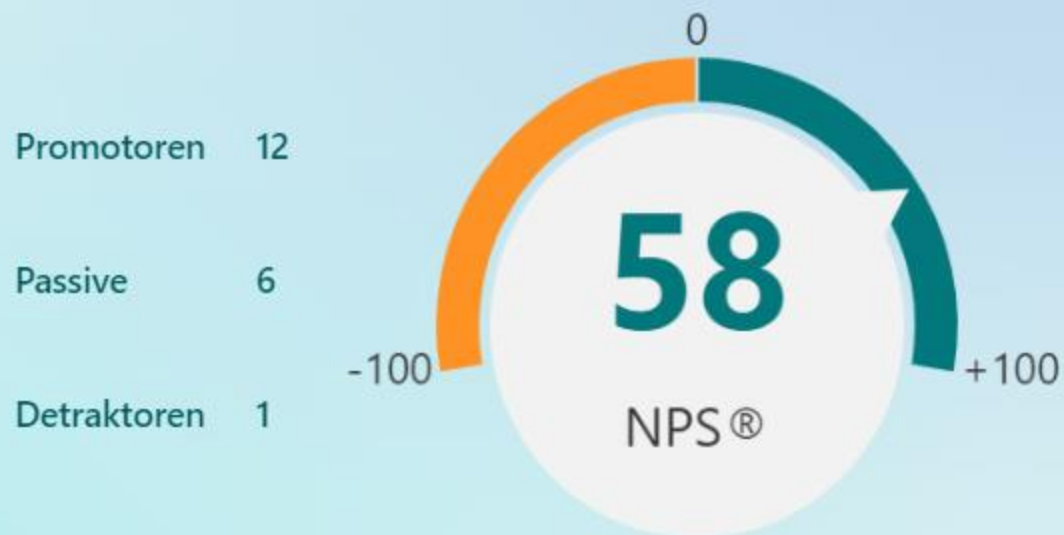 0
Promotoren 12
58
Passive 6
-100
+100
NPS®
Detraktoren 1